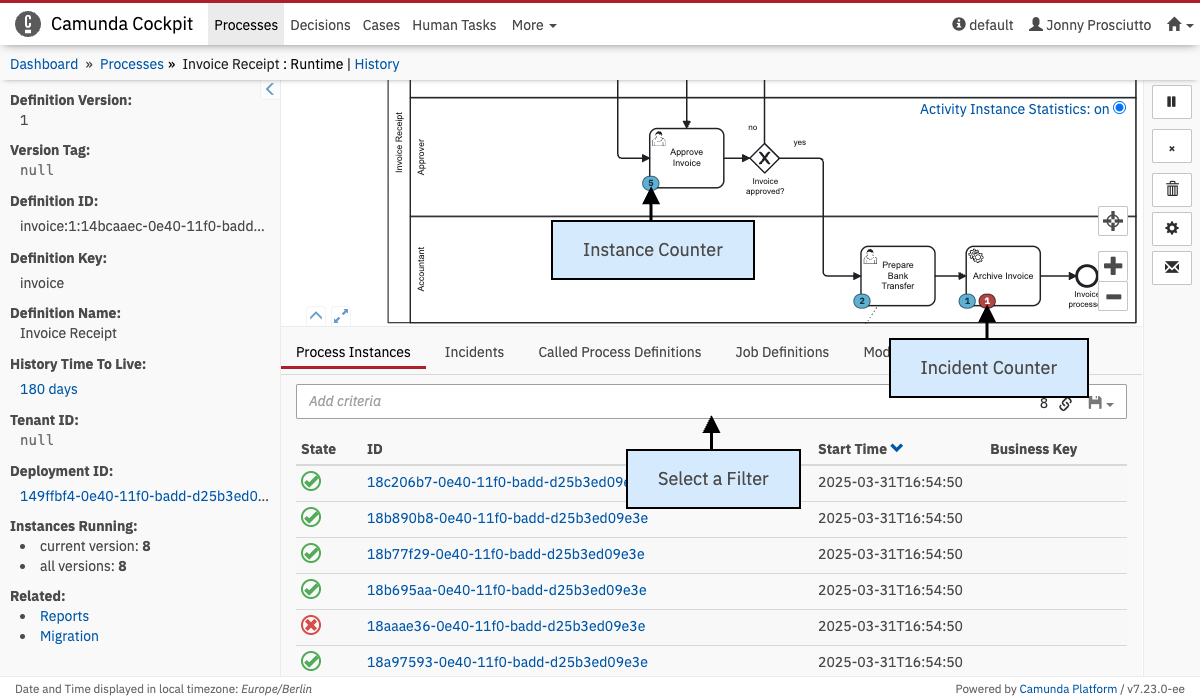 Camunda Cockpit Processes Decisions Cases Human Tasks More default Jonny Prosciutto
Dashboard » Processes » Invoice Receipt : Runtime | History
Definition Version:
1
Version Tag:
null
Definition ID:
invoice:1:14bcaaec-0e40-11f0-badd...
Definition Key:
invoice
Definition Name:
Invoice Receipt
History Time To Live:
180 days
Tenant ID:
null
Deployment ID:
149ffbf4-0e40-11f0-badd-d25b3ed0...
Instances Running:
current version: 8
all versions: 8
Related:
Reports
Migration
Activity Instance Statistics: on
Invoice Receipt
Approver
Accountant
Approve
Invoice
5
no
yes
Invoice
approved?
Instance Counter
Prepare
Bank
Transfer
2
Archive Invoice
1
1
Invoice
process
Incident Counter
Process Instances Incidents Called Process Definitions Job Definitions Mod
Add criteria 8
Select a Filter
State ID Start Time Business Key
18c206b7-0e40-11f0-badd-d25b3ed09e 2025-03-31T16:54:50
18b890b8-0e40-11f0-badd-d25b3ed09e3e 2025-03-31T16:54:50
18b77f29-0e40-11f0-badd-d25b3ed09e3e 2025-03-31T16:54:50
18b695aa-0e40-11f0-badd-d25b3ed09e3e 2025-03-31T16:54:50
18aaae36-0e40-11f0-badd-d25b3ed09e3e 2025-03-31T16:54:50
18a97593-0e40-11f0-badd-d25b3ed09e3e 2025-03-31T16:54:50
Date and Time displayed in local timezone: Europe/Berlin
Powered by Camunda Platform / v7.23.0-ee